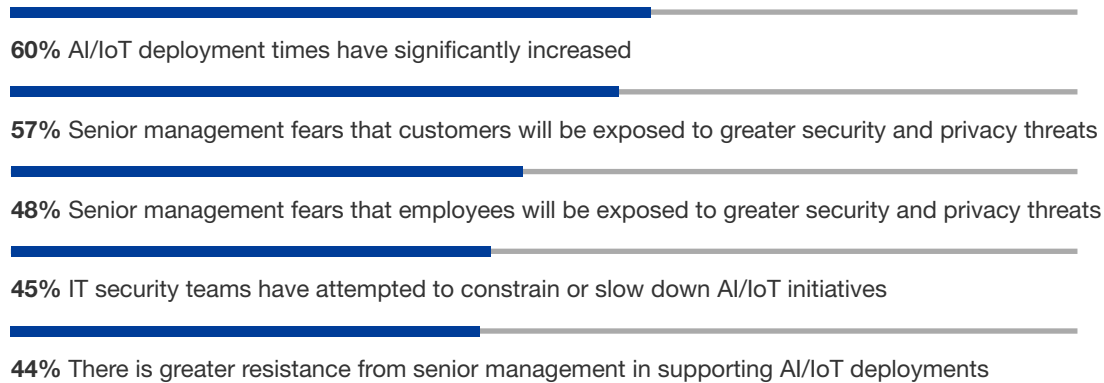 60% AI/IoT deployment times have significantly increased
57% Senior management fears that customers will be exposed to greater security and privacy threats
48% Senior management fears that employees will be exposed to greater security and privacy threats
45% IT security teams have attempted to constrain or slow down AI/IoT initiatives
44% There is greater resistance from senior management in supporting AI/IoT deployments